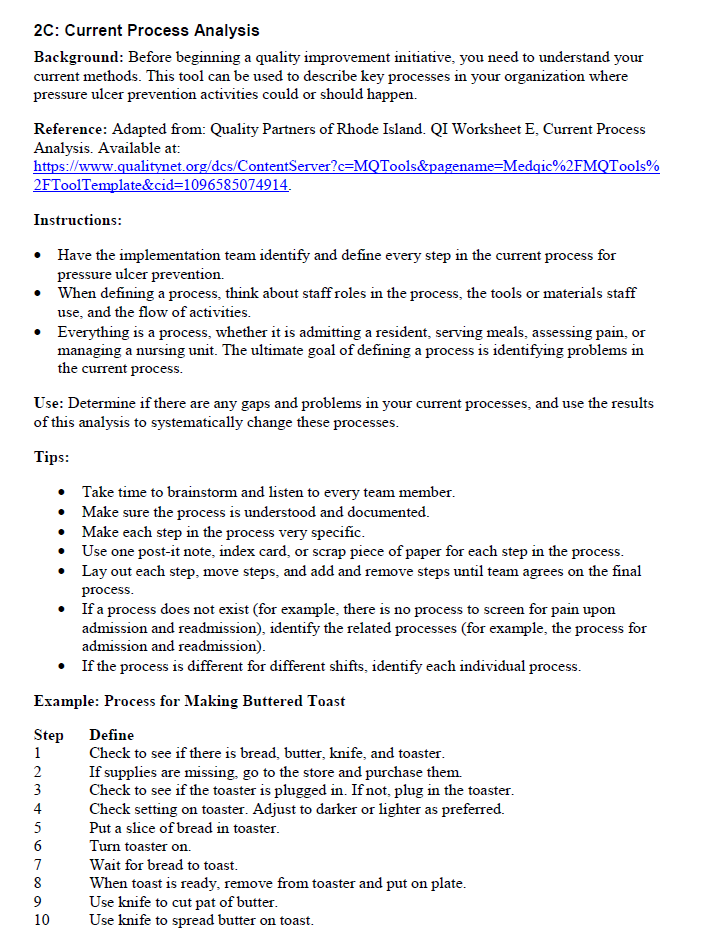 2C: Current Process Analysis
Background: Before beginning a quality improvement initiative, you need to understand your
current methods. This tool can be used to describe key processes in your organization where
pressure ulcer prevention activities could or should happen.
Reference: Adapted from: Quality Partners of Rhode Island. QI Worksheet E, Current Process
Analysis. Available at:
https://www.qualitynet.org/dcs/ContentServer?c=MQTools&pagename=Medqic%2FMQTools%
2FToolTemplate&cid=1096585074914.
Instructions:
• Have the implementation team identify and define every step in the current process for
pressure ulcer prevention.
• When defining a process, think about staff roles in the process, the tools or materials staff
use, and the flow of activities.
• Everything is a process, whether it is admitting a resident, serving meals, assessing pain, or
managing a nursing unit. The ultimate goal of defining a process is identifying problems in
the current process.
Use: Determine if there are any gaps and problems in your current processes, and use the results
of this analysis to systematically change these processes.
Tips:
• Take time to brainstorm and listen to every team member.
• Make sure the process is understood and documented.
• Make each step in the process very specific.
• Use one post-it note, index card, or scrap piece of paper for each step in the process.
• Lay out each step, move steps, and add and remove steps until team agrees on the final
process.
• If a process does not exist (for example, there is no process to screen for pain upon
admission and readmission), identify the related processes (for example, the process for
admission and readmission).
• If the process is different for different shifts, identify each individual process.
Example: Process for Making Buttered Toast
Step Define
1 Check to see if there is bread, butter, knife, and toaster.
2 If supplies are missing, go to the store and purchase them.
3 Check to see if the toaster is plugged in. If not, plug in the toaster.
4 Check setting on toaster. Adjust to darker or lighter as preferred.
5 Put a slice of bread in toaster.
6 Turn toaster on.
7 Wait for bread to toast.
8 When toast is ready, remove from toaster and put on plate.
9 Use knife to cut pat of butter.
10 Use knife to spread butter on toast.